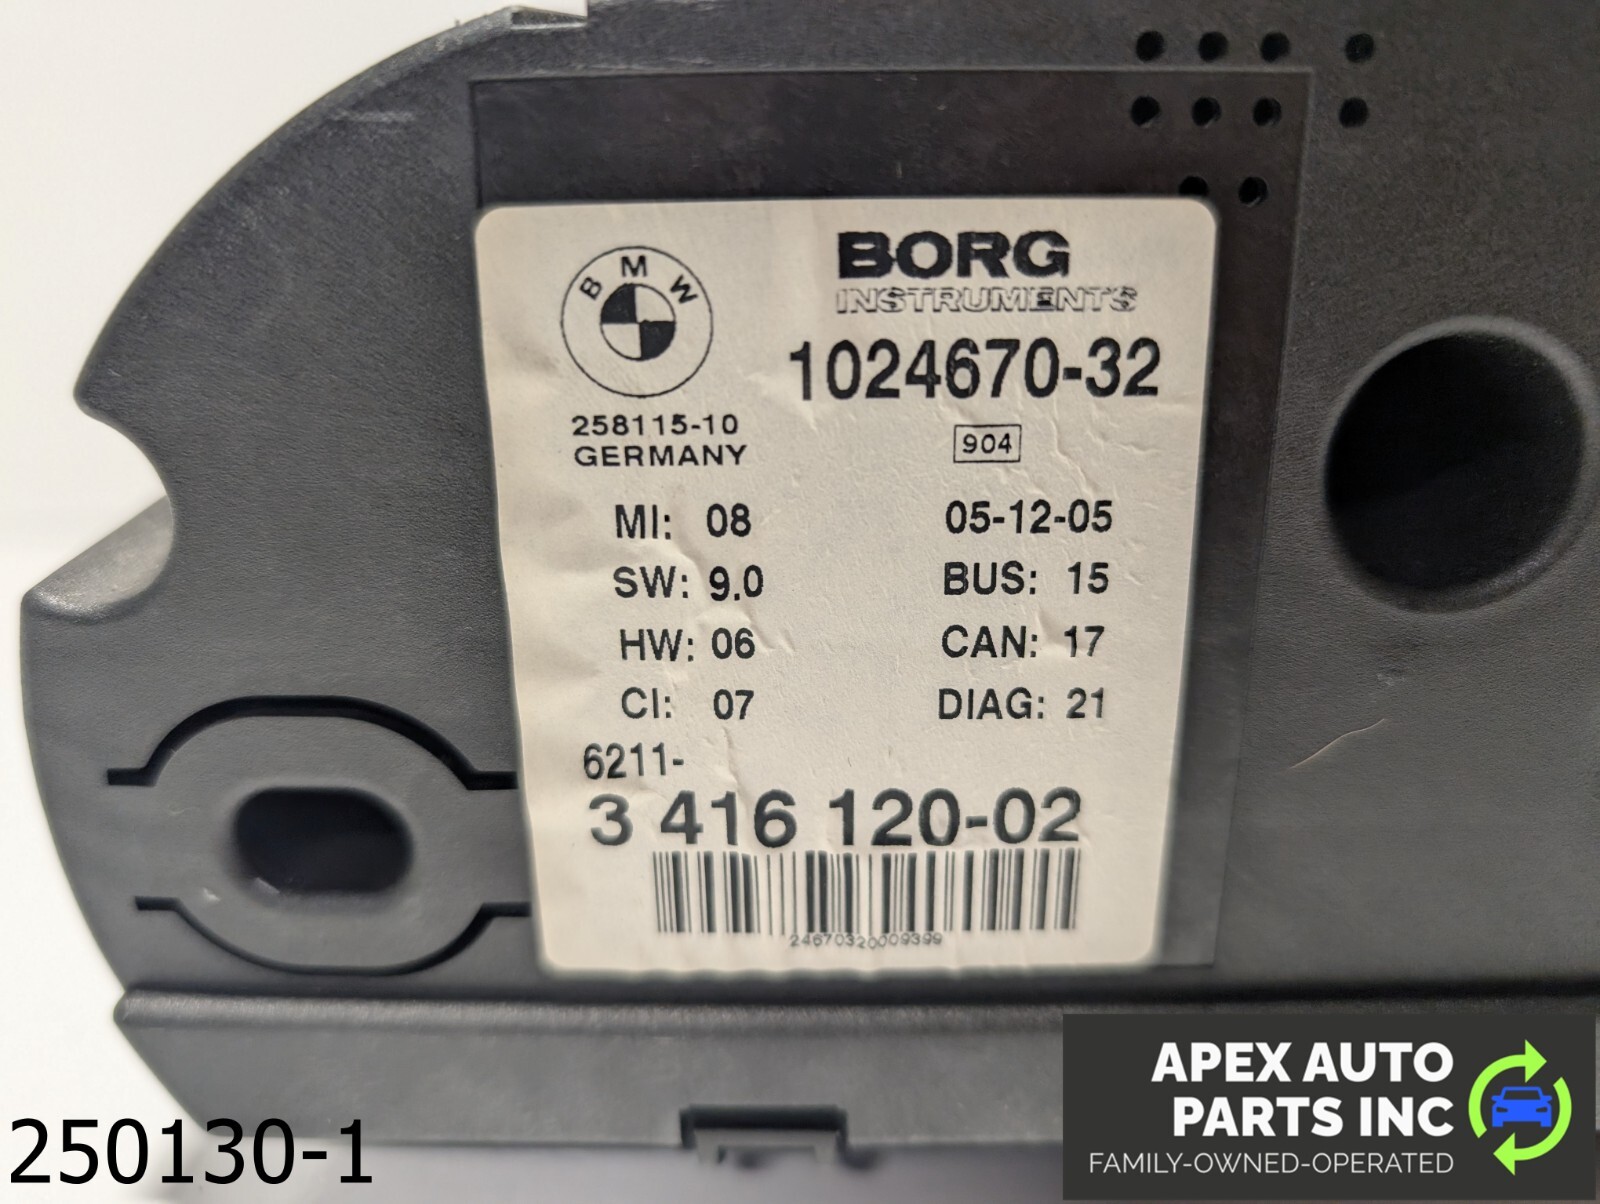 BMW
BORG
INSTRUMENTS
1024670-32
258115-10
GERMANY
904
MI: 08
05-12-05
SW: 9.0
BUS: 15
HW: 06
CAN: 17
CI: 07
DIAG: 21
6211-
3 416 120-02
24670320009399
250130-1
APEX AUTO
PARTS INC
FAMILY-OWNED-OPERATED